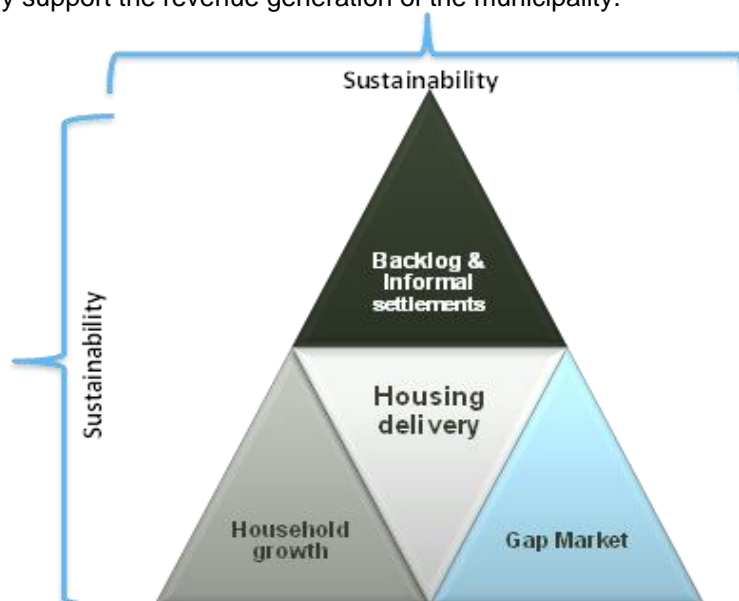 y support the revenue generation of the municipality.
Sustainability
Sustainability
Backlog &
Informal
settlements
Housing
delivery
Household
growth
Gap Market